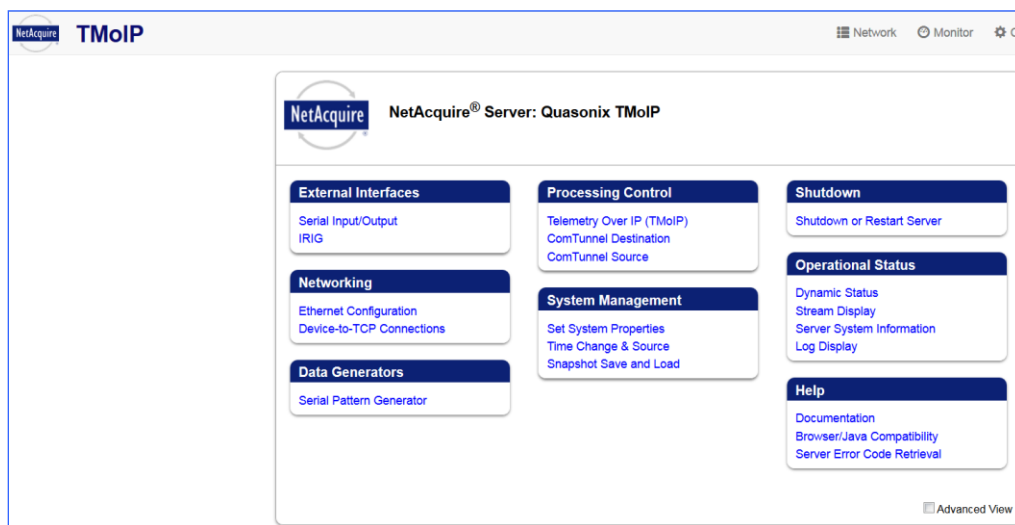 NetAcquire TMoIP
Network Monitor
NetAcquire NetAcquire® Server: Quasonix TMoIP
External Interfaces
Serial Input/Output
IRIG
Networking
Ethernet Configuration
Device-to-TCP Connections
Data Generators
Serial Pattern Generator
Processing Control
Telemetry Over IP (TMoIP)
ComTunnel Destination
ComTunnel Source
System Management
Set System Properties
Time Change & Source
Snapshot Save and Load
Shutdown
Shutdown or Restart Server
Operational Status
Dynamic Status
Stream Display
Server System Information
Log Display
Help
Documentation
Browser/Java Compatibility
Server Error Code Retrieval
Advanced View